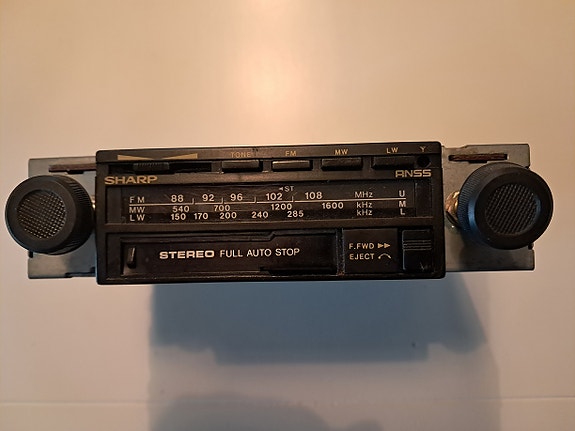 TONE FM MW LW Y
SHARP ANSS
◄ST
FM 88 92 96 102 108 MHz U
MW 540 700 1200 1600 kHz M
LW 150 170 200 240 285 kHz L
STEREO FULL AUTO STOP
F.FWD ►►
EJECT